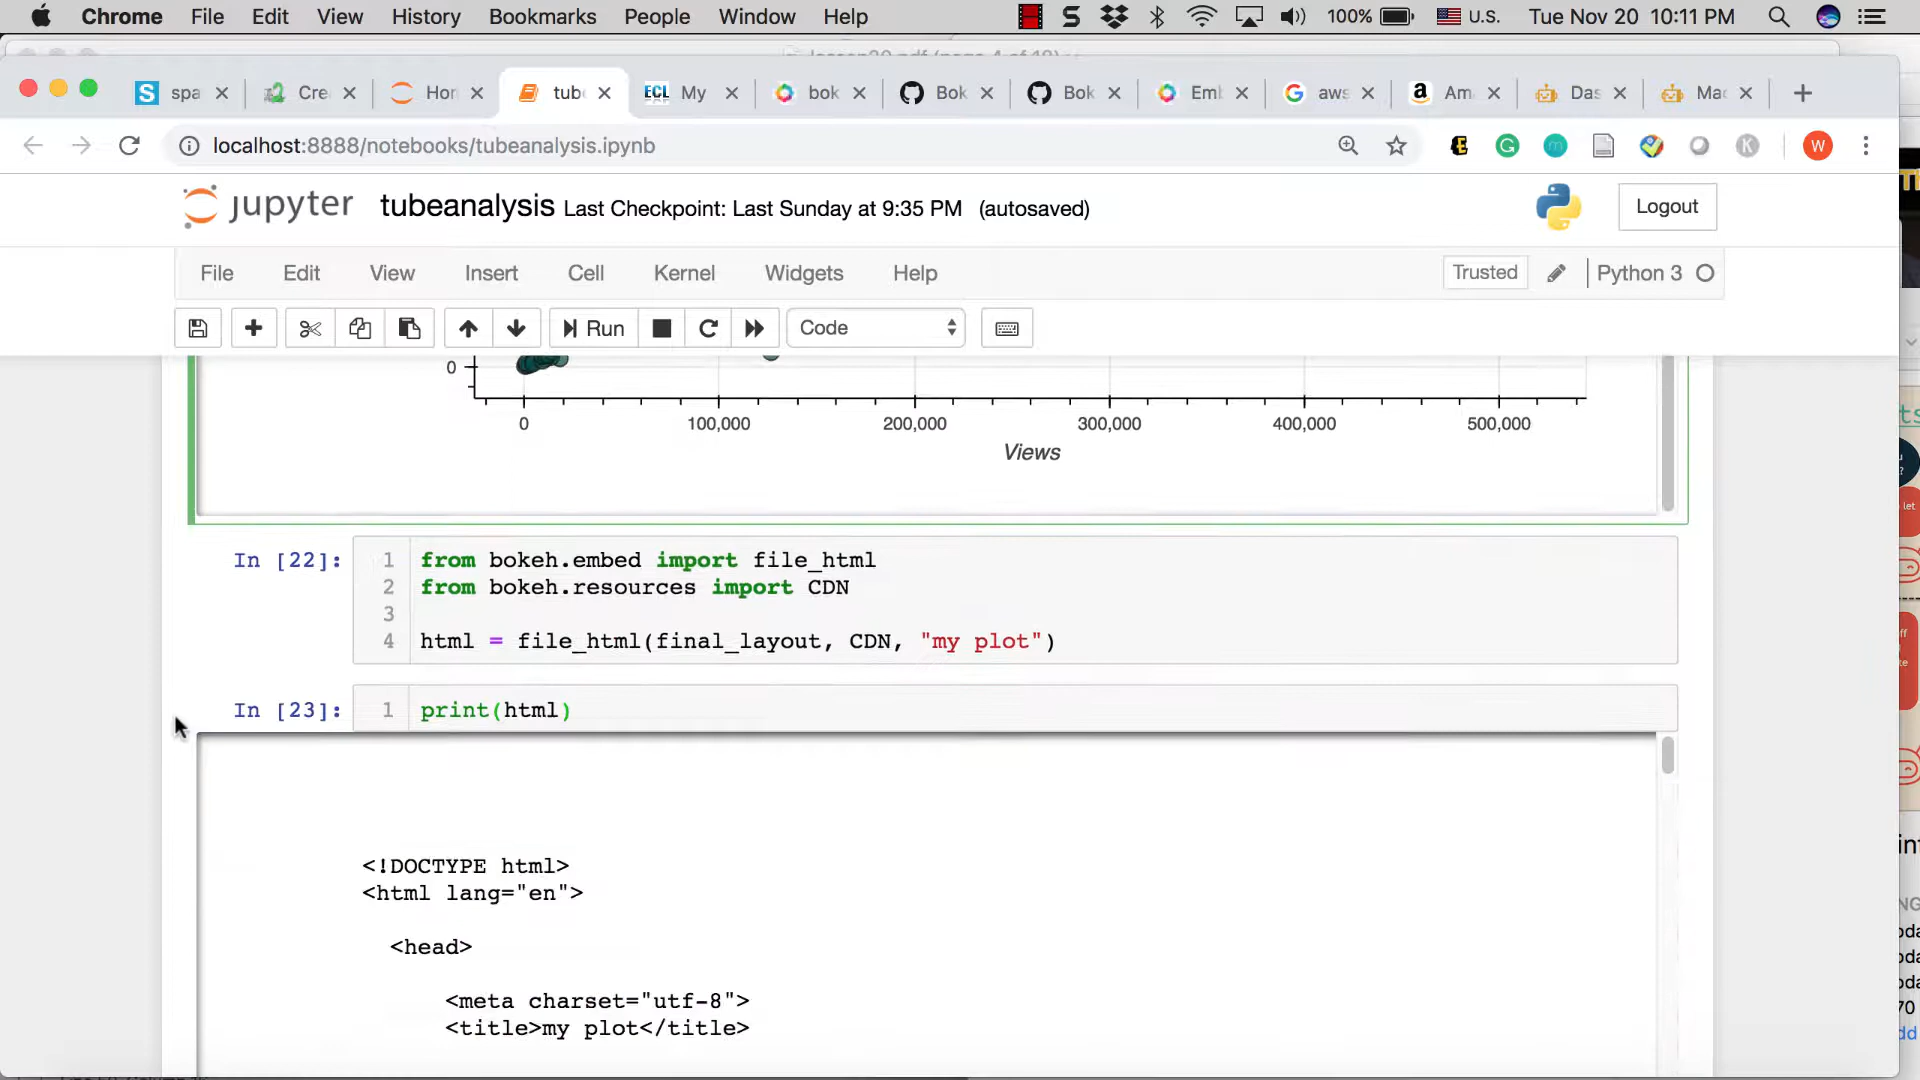 Chrome File Edit View History Bookmarks People Window Help 100% U.S. Tue Nov 20 10:11 PM
spa Cre Hor tub ECL My bok Bok Bok Emb aws Am Das Mac
localhost:8888/notebooks/tubeanalysis.ipynb W
jupyter tubeanalysis Last Checkpoint: Last Sunday at 9:35 PM (autosaved) Logout
File Edit View Insert Cell Kernel Widgets Help Trusted Python 3
Run Code
0
0 100,000 200,000 300,000 400,000 500,000
Views
In [22]: 1 from bokeh.embed import file_html
2 from bokeh.resources import CDN
3
4 html = file_html(final_layout, CDN, "my plot")
In [23]: 1 print(html)
<!DOCTYPE html>
<html lang="en">
<head>
<meta charset="utf-8">
<title>my plot</title>